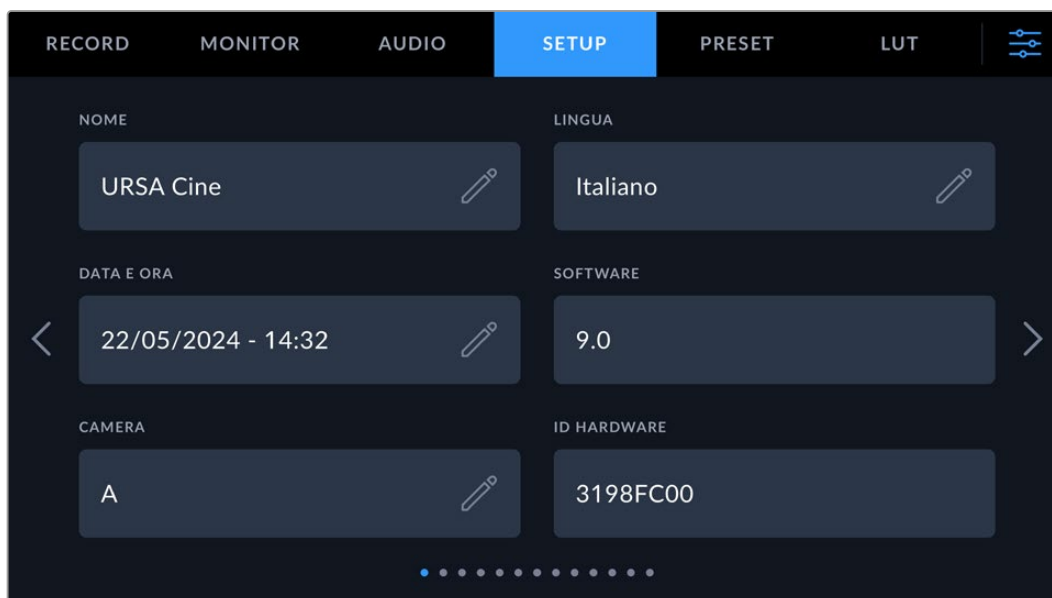 RECORD MONITOR AUDIO SETUP PRESET LUT
NOME
URSA Cine
LINGUA
Italiano
DATA E ORA
22/05/2024 - 14:32
SOFTWARE
9.0
CAMERA
A
ID HARDWARE
3198FC00